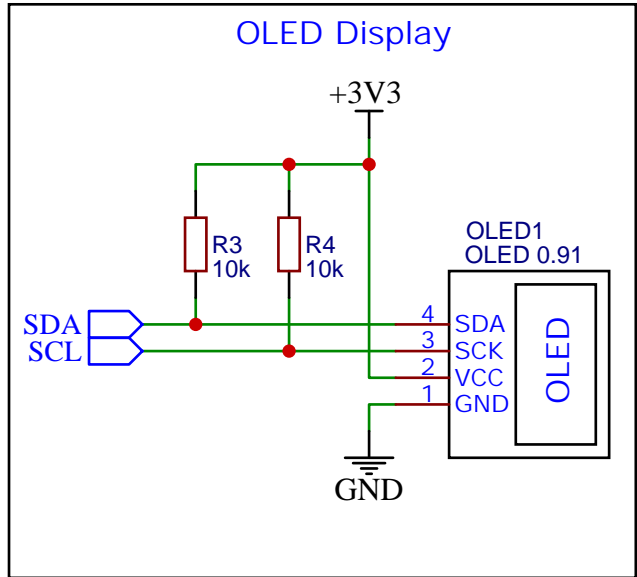 OLED Display
+3V3
R3
10k
R4
10k
OLED1
OLED 0.91
SDA
SCL
4
3
2
1
SDA
SCK
VCC
GND
OLED
GND